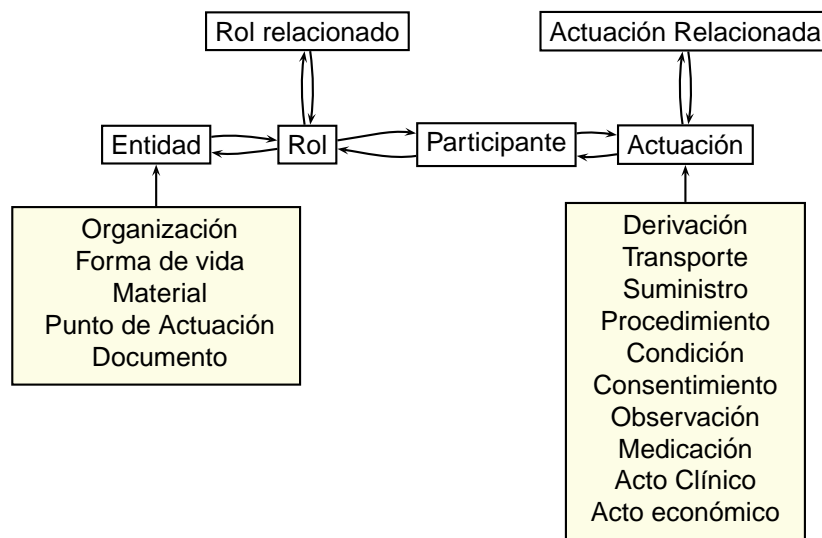 Rol relacionado
Actuación Relacionada
Entidad
Rol
Participante
Actuación
Organización
Forma de vida
Material
Punto de Actuación
Documento
Derivación
Transporte
Suministro
Procedimiento
Condición
Consentimiento
Observación
Medicación
Acto Clínico
Acto económico